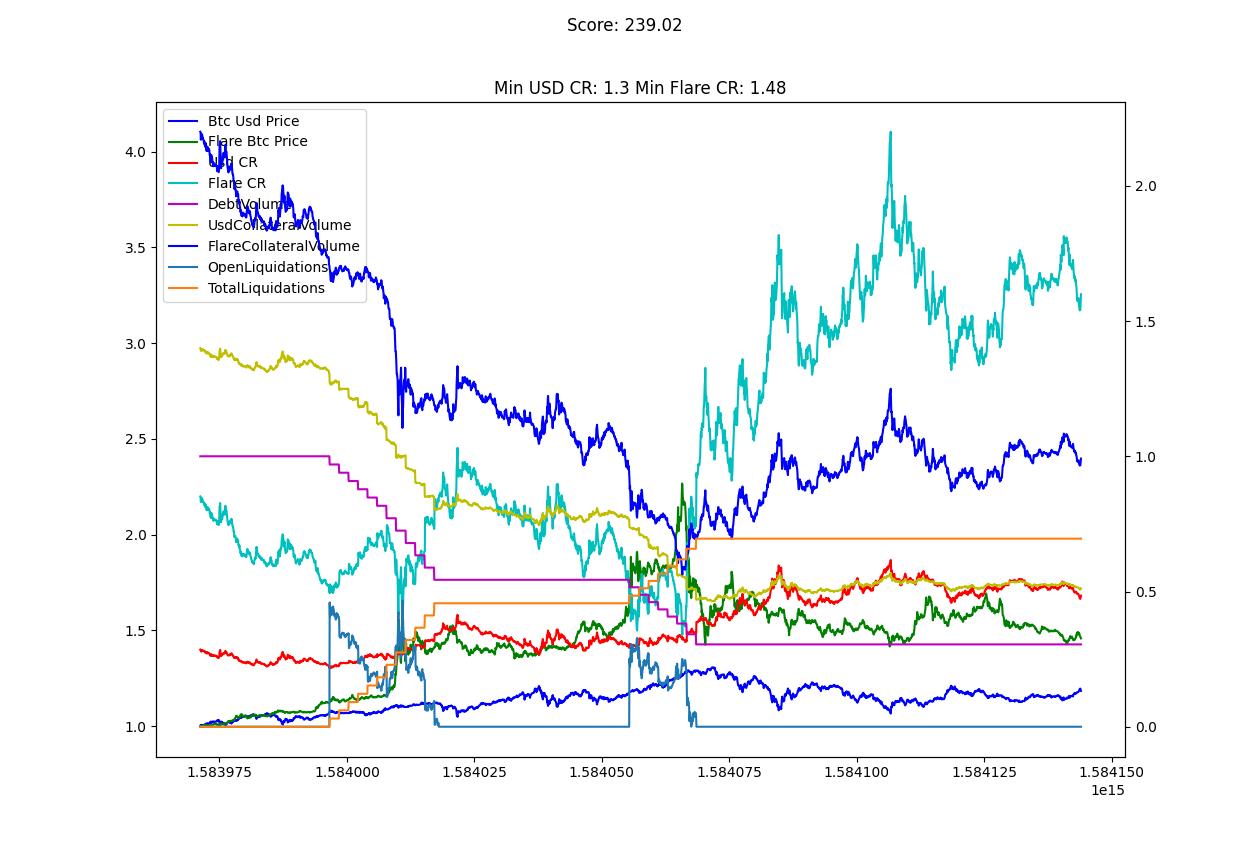 Score: 239.02
Min USD CR: 1.3 Min Flare CR: 1.48
Btc Usd Price
Flare Btc Price
Usd CR
Flare CR
DebtVolume
UsdCollateralVolume
FlareCollateralVolume
OpenLiquidations
TotalLiquidations
4.0
3.5
3.0
2.5
2.0
1.5
1.0
2.0
1.5
1.0
0.5
0.0
1.583975 1.584000 1.584025 1.584050 1.584075 1.584100 1.584125 1.584150
1e15